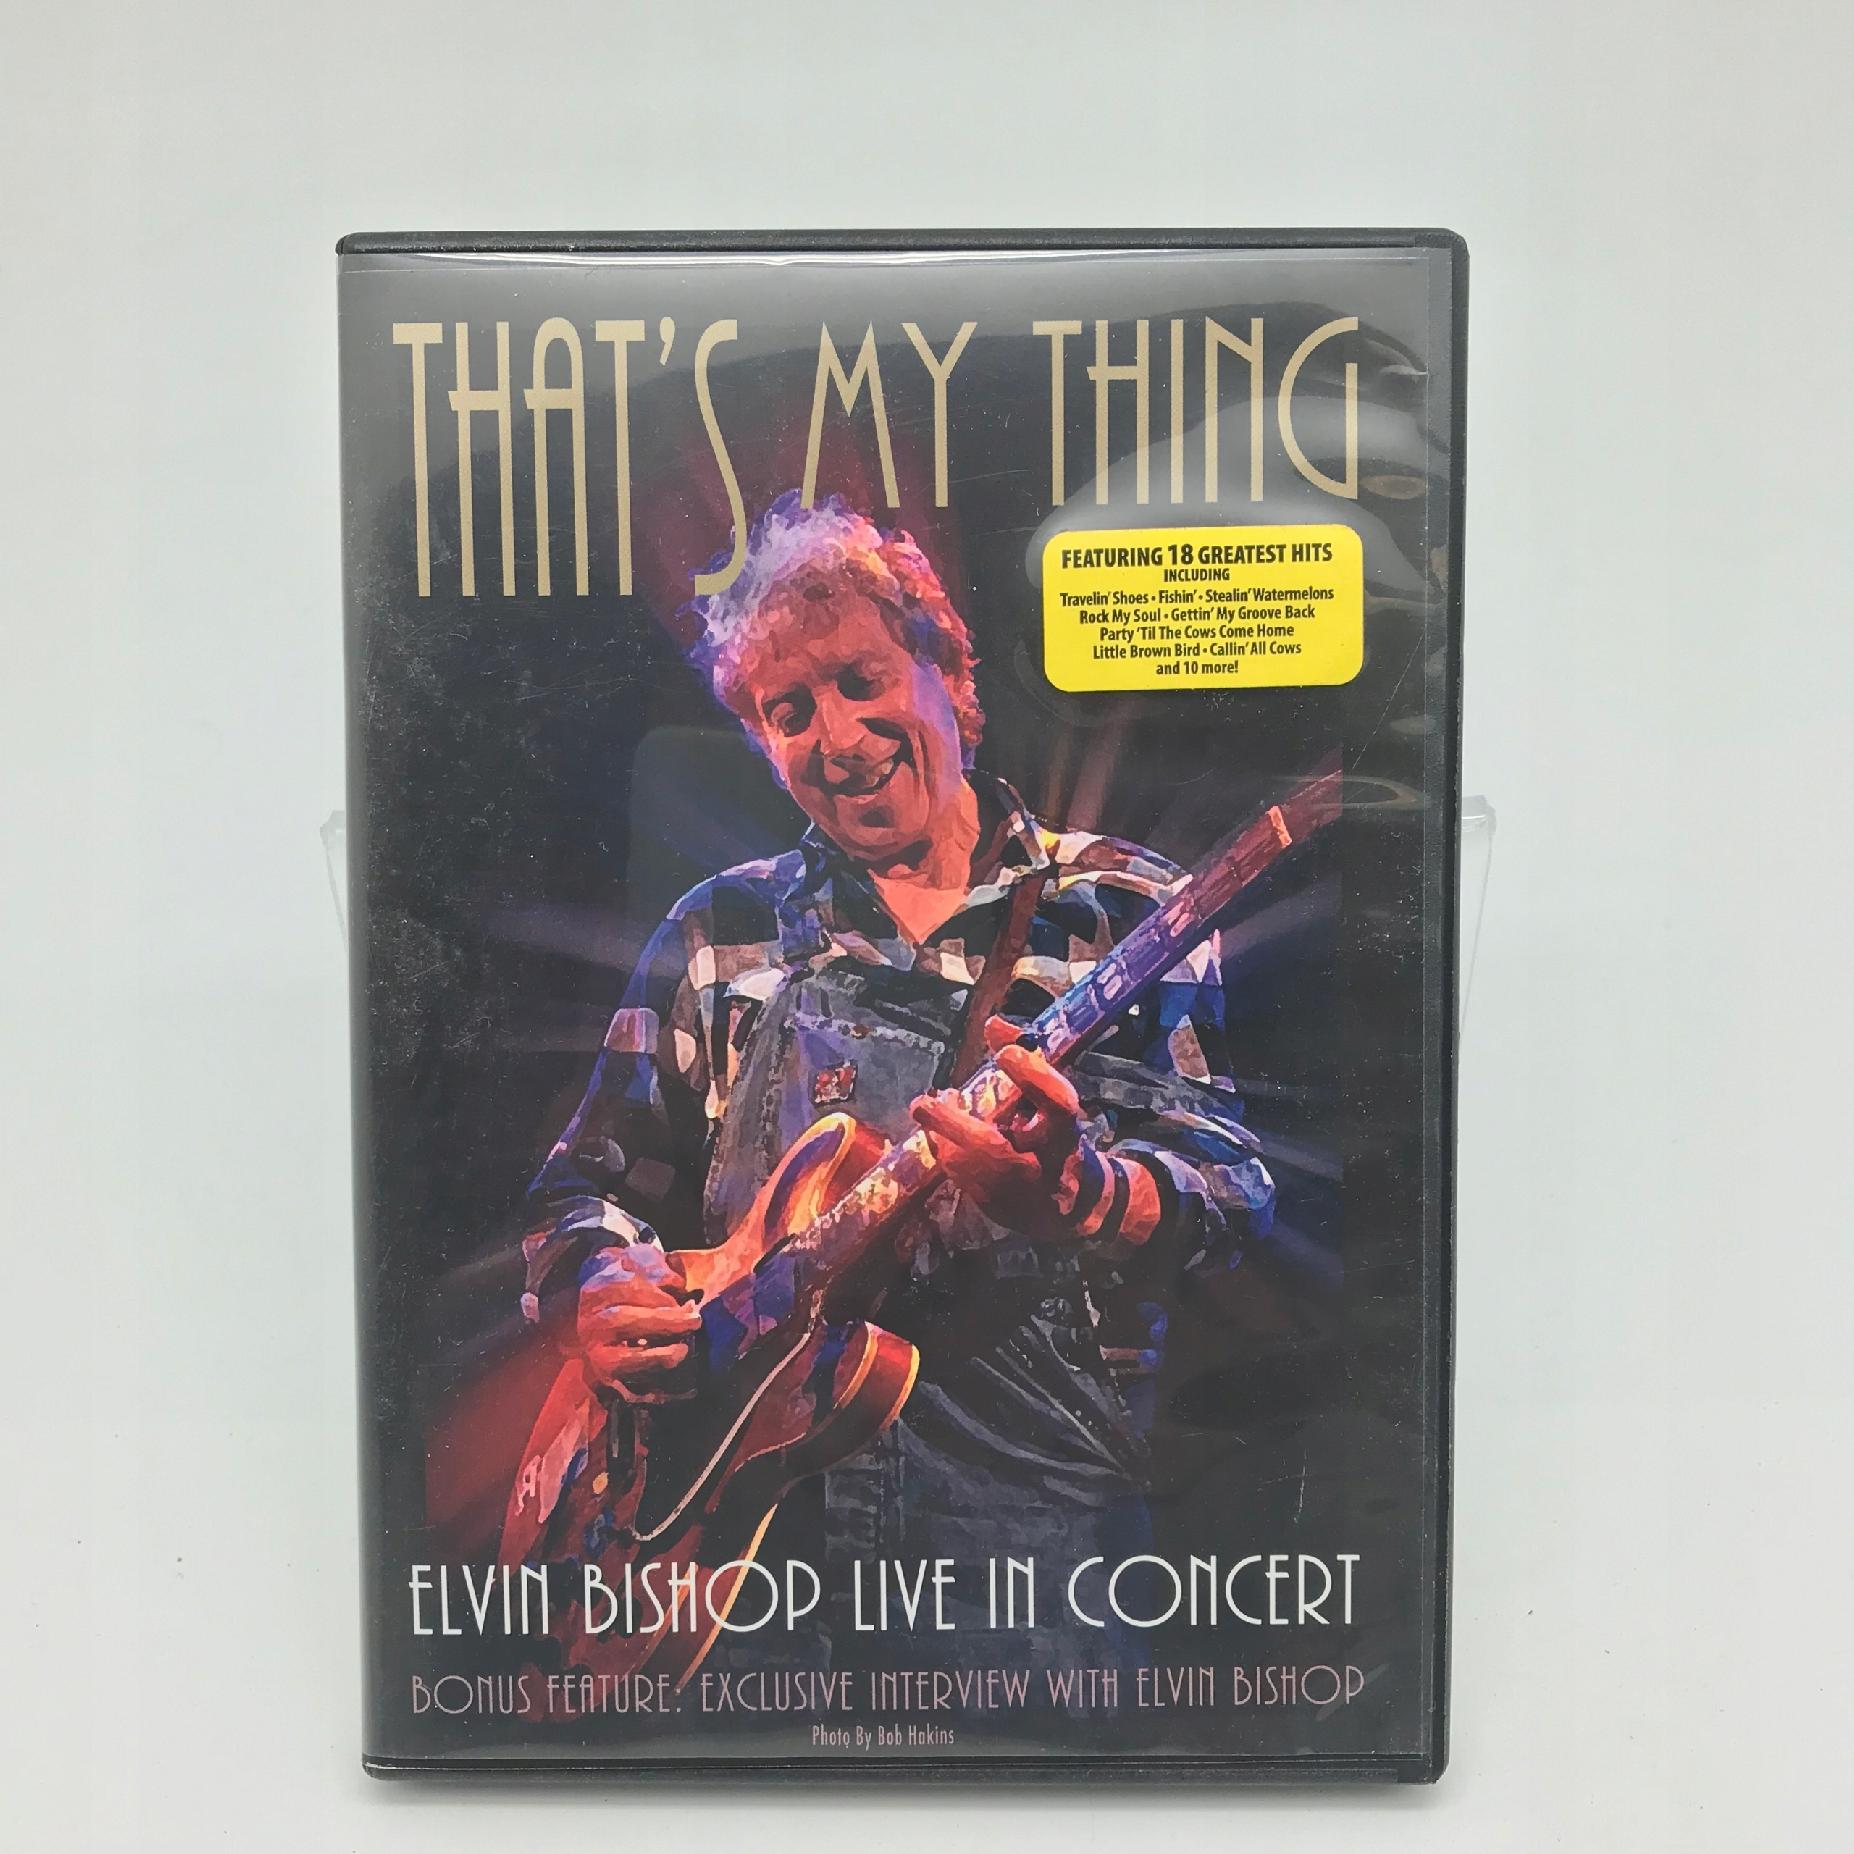 THAT'S MY THING
FEATURING 18 GREATEST HITS
INCLUDING
Travelin' Shoes • Fishin' • Stealin' Watermelons
Rock My Soul • Gettin' My Groove Back
Party 'Til The Cows Come Home
Little Brown Bird • Callin' All Cows
and 10 more!
ELVIN BISHOP LIVE IN CONCERT
BONUS FEATURE: EXCLUSIVE INTERVIEW WITH ELVIN BISHOP
Photo By Bob Hakins